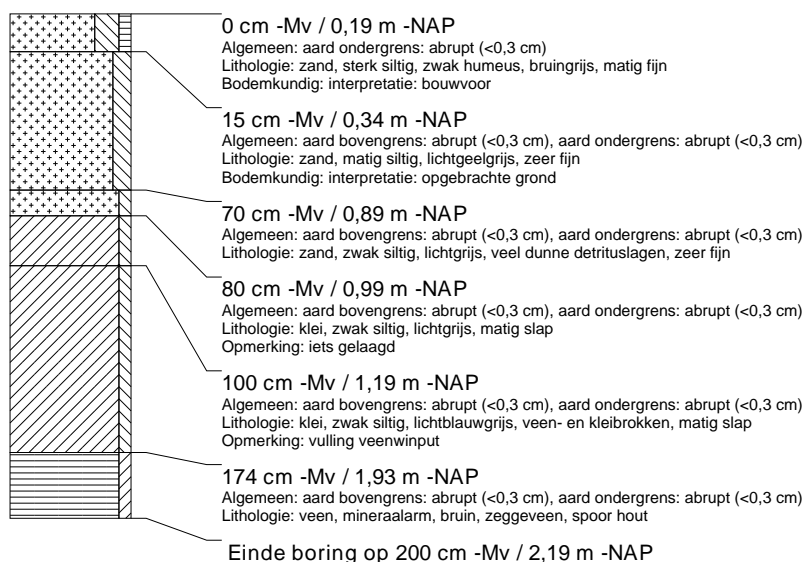 0 cm -Mv / 0,19 m -NAP
Algemeen: aard ondergrens: abrupt (<0,3 cm)
Lithologie: zand, sterk siltig, zwak humeus, bruingrijs, matig fijn
Bodemkundig: interpretatie: bouwvoor
15 cm -Mv / 0,34 m -NAP
Algemeen: aard bovengrens: abrupt (<0,3 cm), aard ondergrens: abrupt (<0,3 cm)
Lithologie: zand, matig siltig, lichtgeelgrijs, zeer fijn
Bodemkundig: interpretatie: opgebrachte grond
70 cm -Mv / 0,89 m -NAP
Algemeen: aard bovengrens: abrupt (<0,3 cm), aard ondergrens: abrupt (<0,3 cm)
Lithologie: zand, zwak siltig, lichtgrijs, veel dunne detrituslagen, zeer fijn
80 cm -Mv / 0,99 m -NAP
Algemeen: aard bovengrens: abrupt (<0,3 cm), aard ondergrens: abrupt (<0,3 cm)
Lithologie: klei, zwak siltig, lichtgrijs, matig slap
Opmerking: iets gelaagd
100 cm -Mv / 1,19 m -NAP
Algemeen: aard bovengrens: abrupt (<0,3 cm), aard ondergrens: abrupt (<0,3 cm)
Lithologie: klei, zwak siltig, lichtblauwgrijs, veen- en kleibrokken, matig slap
Opmerking: vulling veenwinput
174 cm -Mv / 1,93 m -NAP
Algemeen: aard bovengrens: abrupt (<0,3 cm), aard ondergrens: abrupt (<0,3 cm)
Lithologie: veen, mineraalarm, bruin, zeggeveen, spoor hout
Einde boring op 200 cm -Mv / 2,19 m -NAP